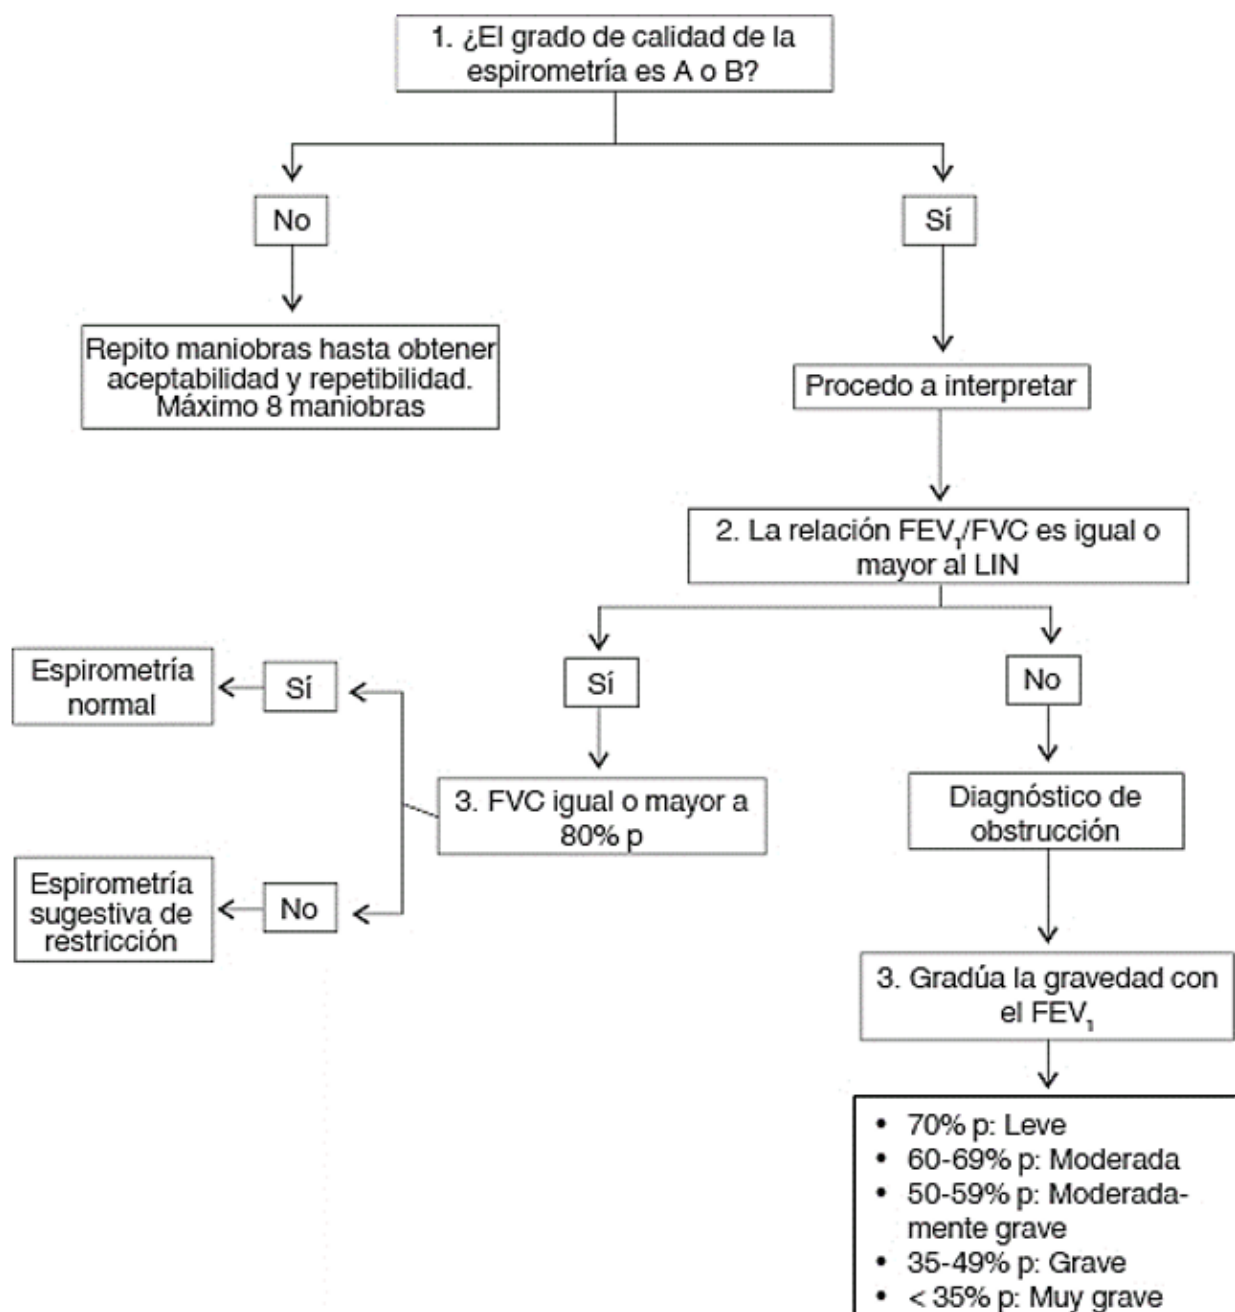 1. ¿El grado de calidad de la
espirometría es A o B?
No
Sí
Repito maniobras hasta obtener
aceptabilidad y repetibilidad.
Máximo 8 maniobras
Procedo a interpretar
2. La relación FEV₁/FVC es igual o
mayor al LIN
Sí
No
Espirometría
normal
Sí
3. FVC igual o mayor a
80% p
Diagnóstico de
obstrucción
Espirometría
sugestiva de
restricción
No
3. Gradúa la gravedad con
el FEV₁
• 70% p: Leve
• 60-69% p: Moderada
• 50-59% p: Moderada-
mente grave
• 35-49% p: Grave
• < 35% p: Muy grave